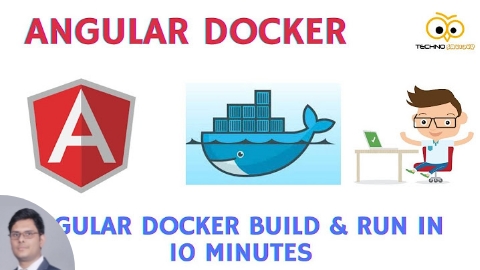 ANGULAR DOCKER
TECHNO
A
GULAR DOCKER BUILD & RUN IN
10 MINUTES